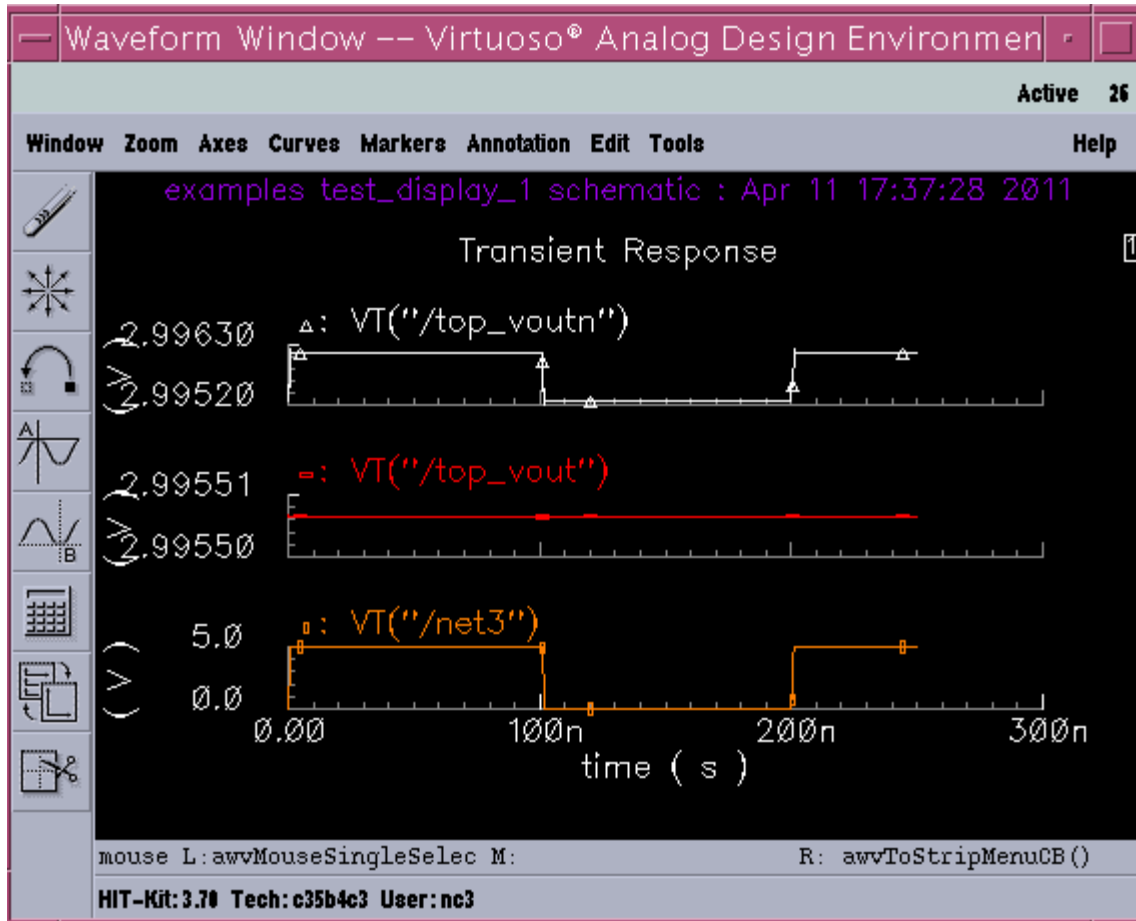 Waveform Window -- Virtuoso® Analog Design Environmen
Active 26
Window Zoom Axes Curves Markers Annotation Edit Tools Help
examples test_display_1 schematic : Apr 11 17:37:28 2011
Transient Response
1
VT("/top_voutn")
2.99630
(V)
2.99520
VT("/top_vout")
2.99551
(V)
2.99550
VT("/net3")
5.0
(V)
0.0
0.00 100n 200n 300n
time ( s )
A
B
mouse L:awvMouseSingleSelec M: R: awvToStripMenuCB()
HIT-Kit:3.70 Tech:c35b4c3 User:nc3